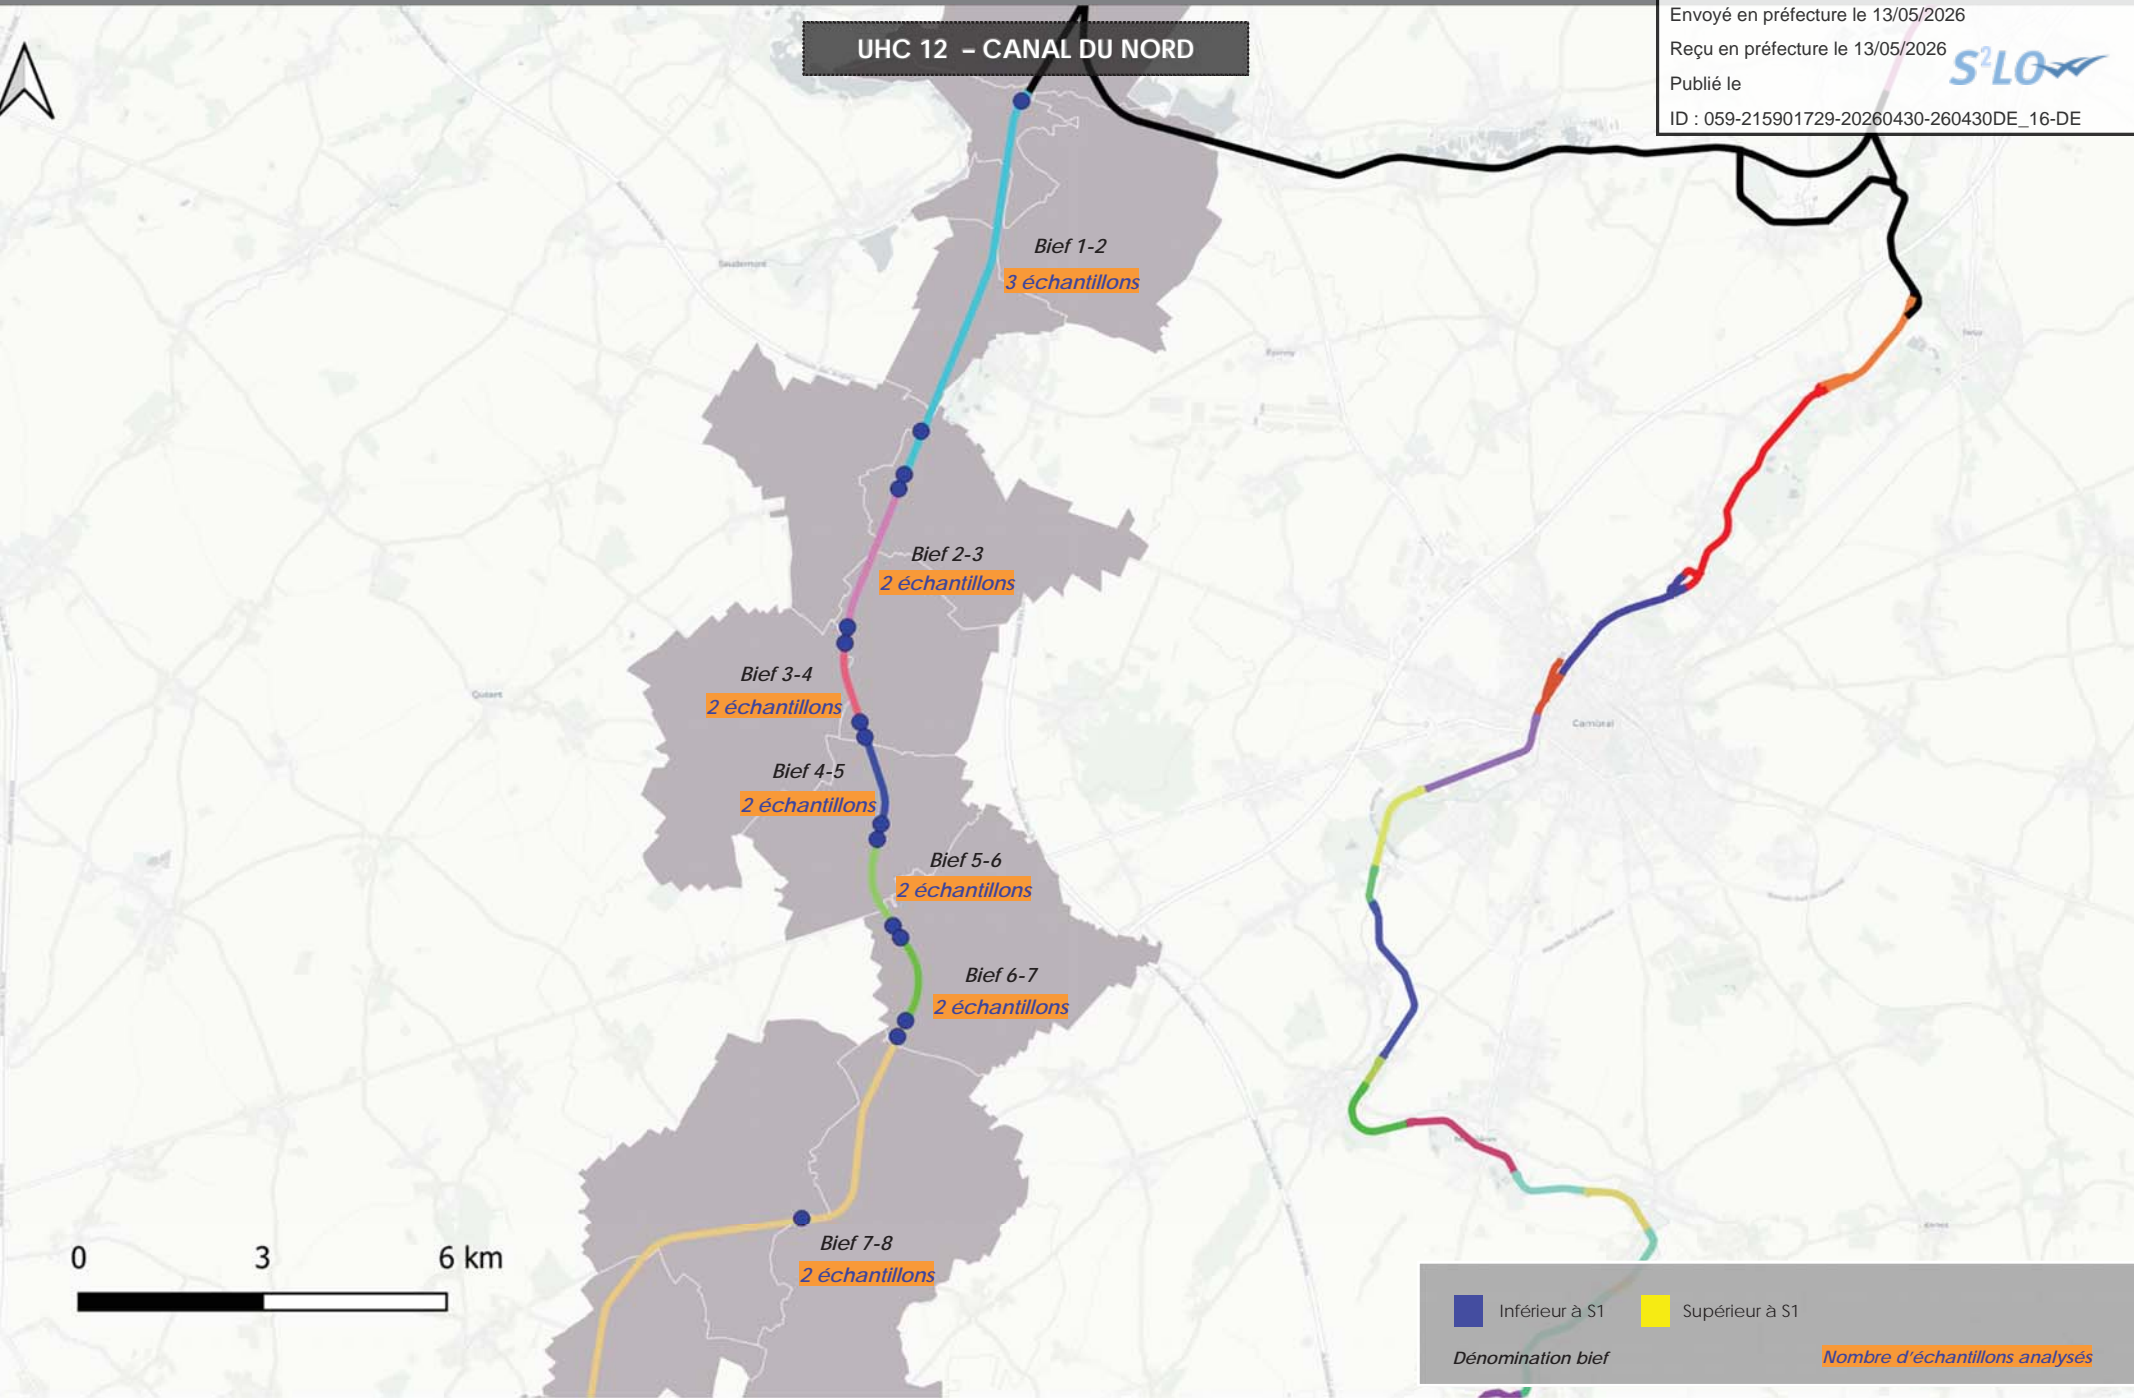 UHC 12 – CANAL DU NORD
Envoyé en préfecture le 13/05/2026
Reçu en préfecture le 13/05/2026
S²LO
Publié le
ID : 059-215901729-20260430-260430DE_16-DE
Bief 1-2
3 échantillons
Bief 2-3
2 échantillons
Bief 3-4
2 échantillons
Cambrai
Bief 4-5
2 échantillons
Bief 5-6
2 échantillons
Bief 6-7
2 échantillons
Bief 7-8
2 échantillons
0 3 6 km
Inférieur à S1 Supérieur à S1
Dénomination bief Nombre d'échantillons analysés